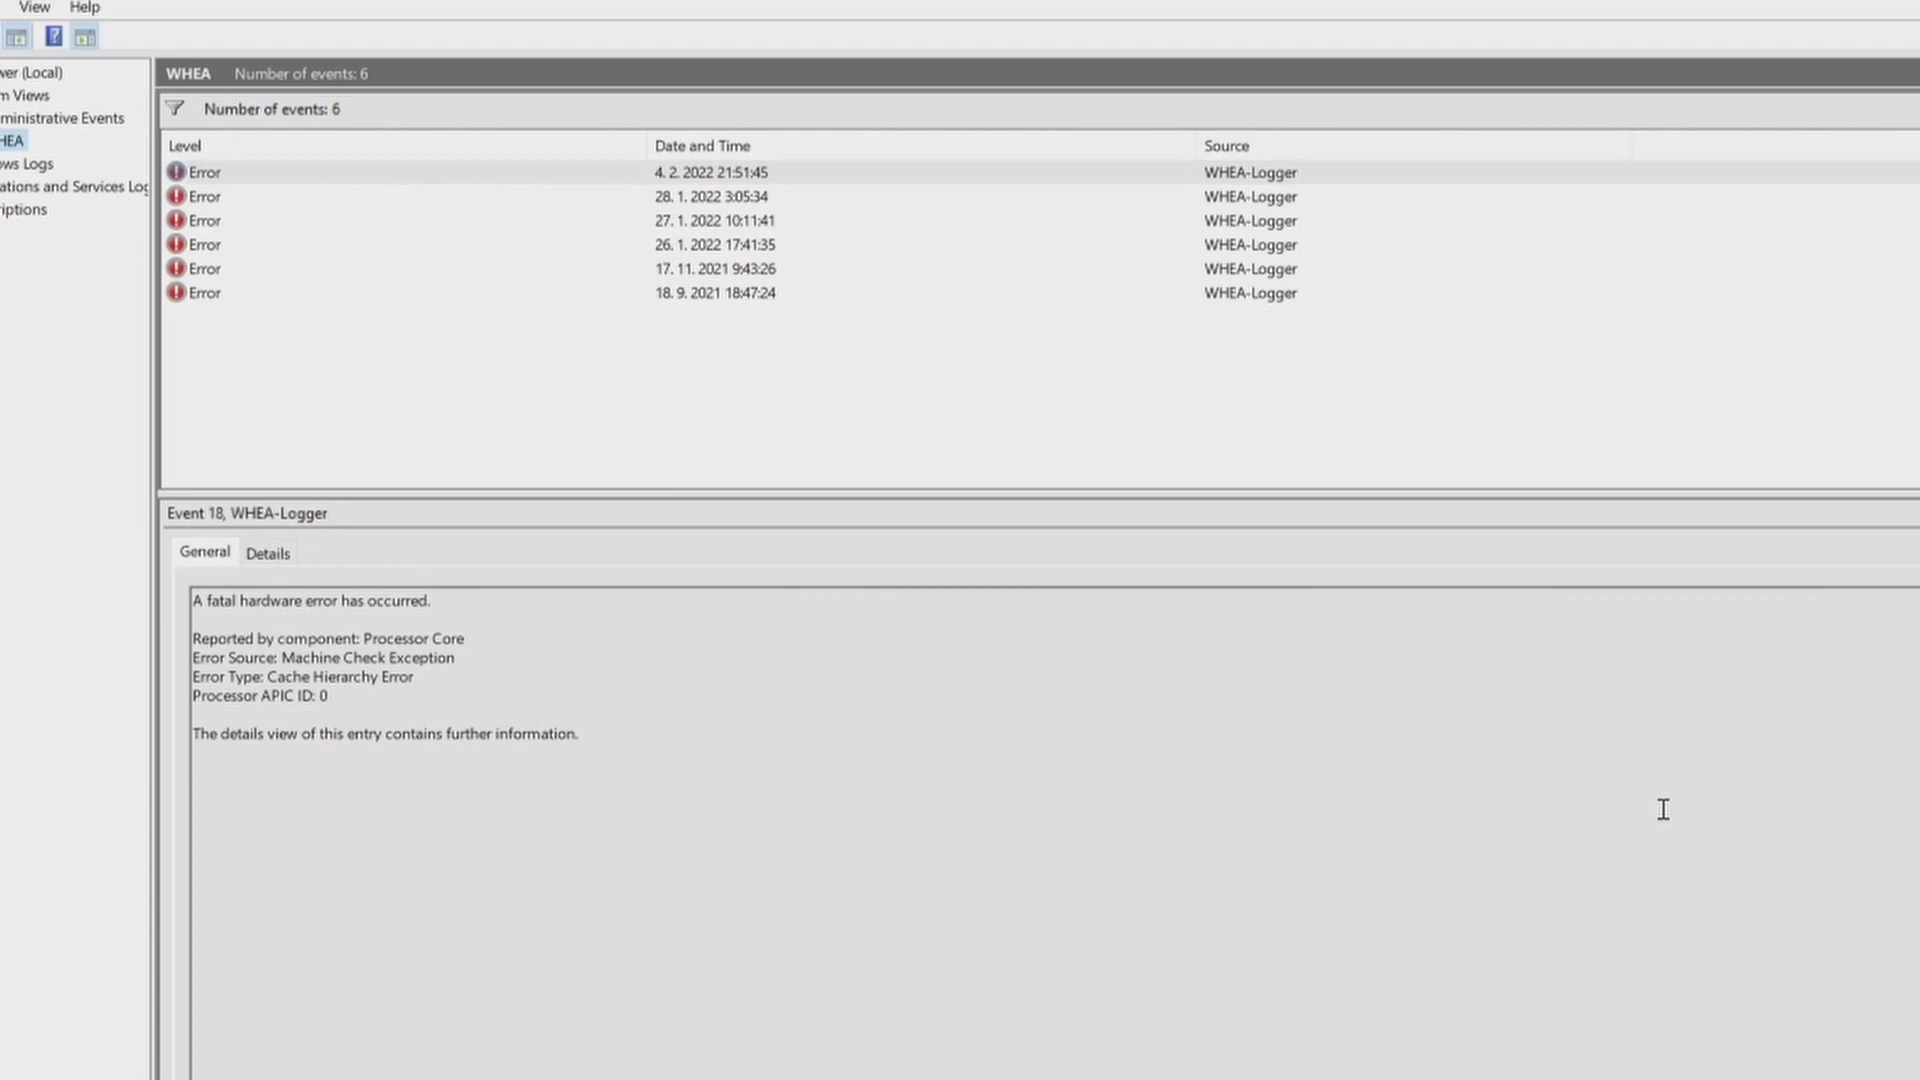 View Help
ver (Local)
m Views
ministrative Events
HEA
ows Logs
ations and Services Log
riptions
WHEA Number of events: 6
Number of events: 6
Level Date and Time Source
Error 4. 2. 2022 21:51:45 WHEA-Logger
Error 28. 1. 2022 3:05:34 WHEA-Logger
Error 27. 1. 2022 10:11:41 WHEA-Logger
Error 26. 1. 2022 17:41:35 WHEA-Logger
Error 17. 11. 2021 9:43:26 WHEA-Logger
Error 18. 9. 2021 18:47:24 WHEA-Logger
Event 18, WHEA-Logger
General Details
A fatal hardware error has occurred.
Reported by component: Processor Core
Error Source: Machine Check Exception
Error Type: Cache Hierarchy Error
Processor APIC ID: 0
The details view of this entry contains further information.